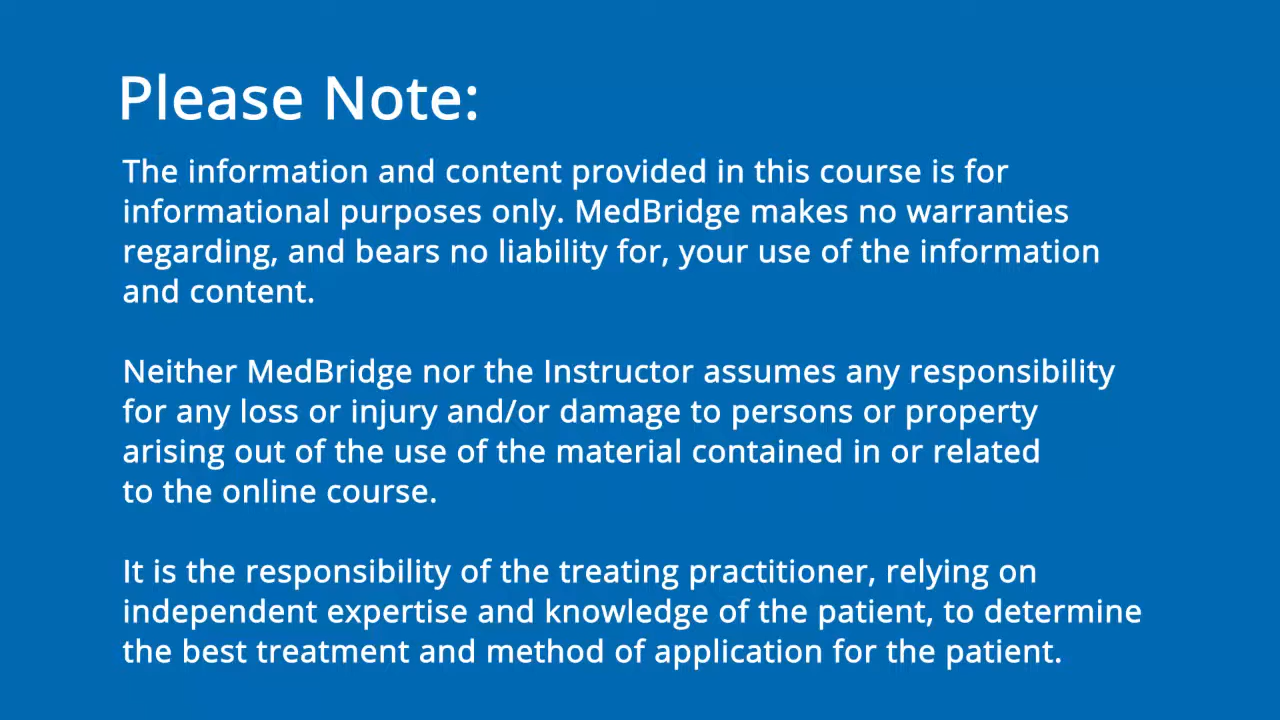 Please Note:
The information and content provided in this course is for
informational purposes only. MedBridge makes no warranties
regarding, and bears no liability for, your use of the information
and content.
Neither MedBridge nor the Instructor assumes any responsibility
for any loss or injury and/or damage to persons or property
arising out of the use of the material contained in or related
to the online course.
It is the responsibility of the treating practitioner, relying on
independent expertise and knowledge of the patient, to determine
the best treatment and method of application for the patient.